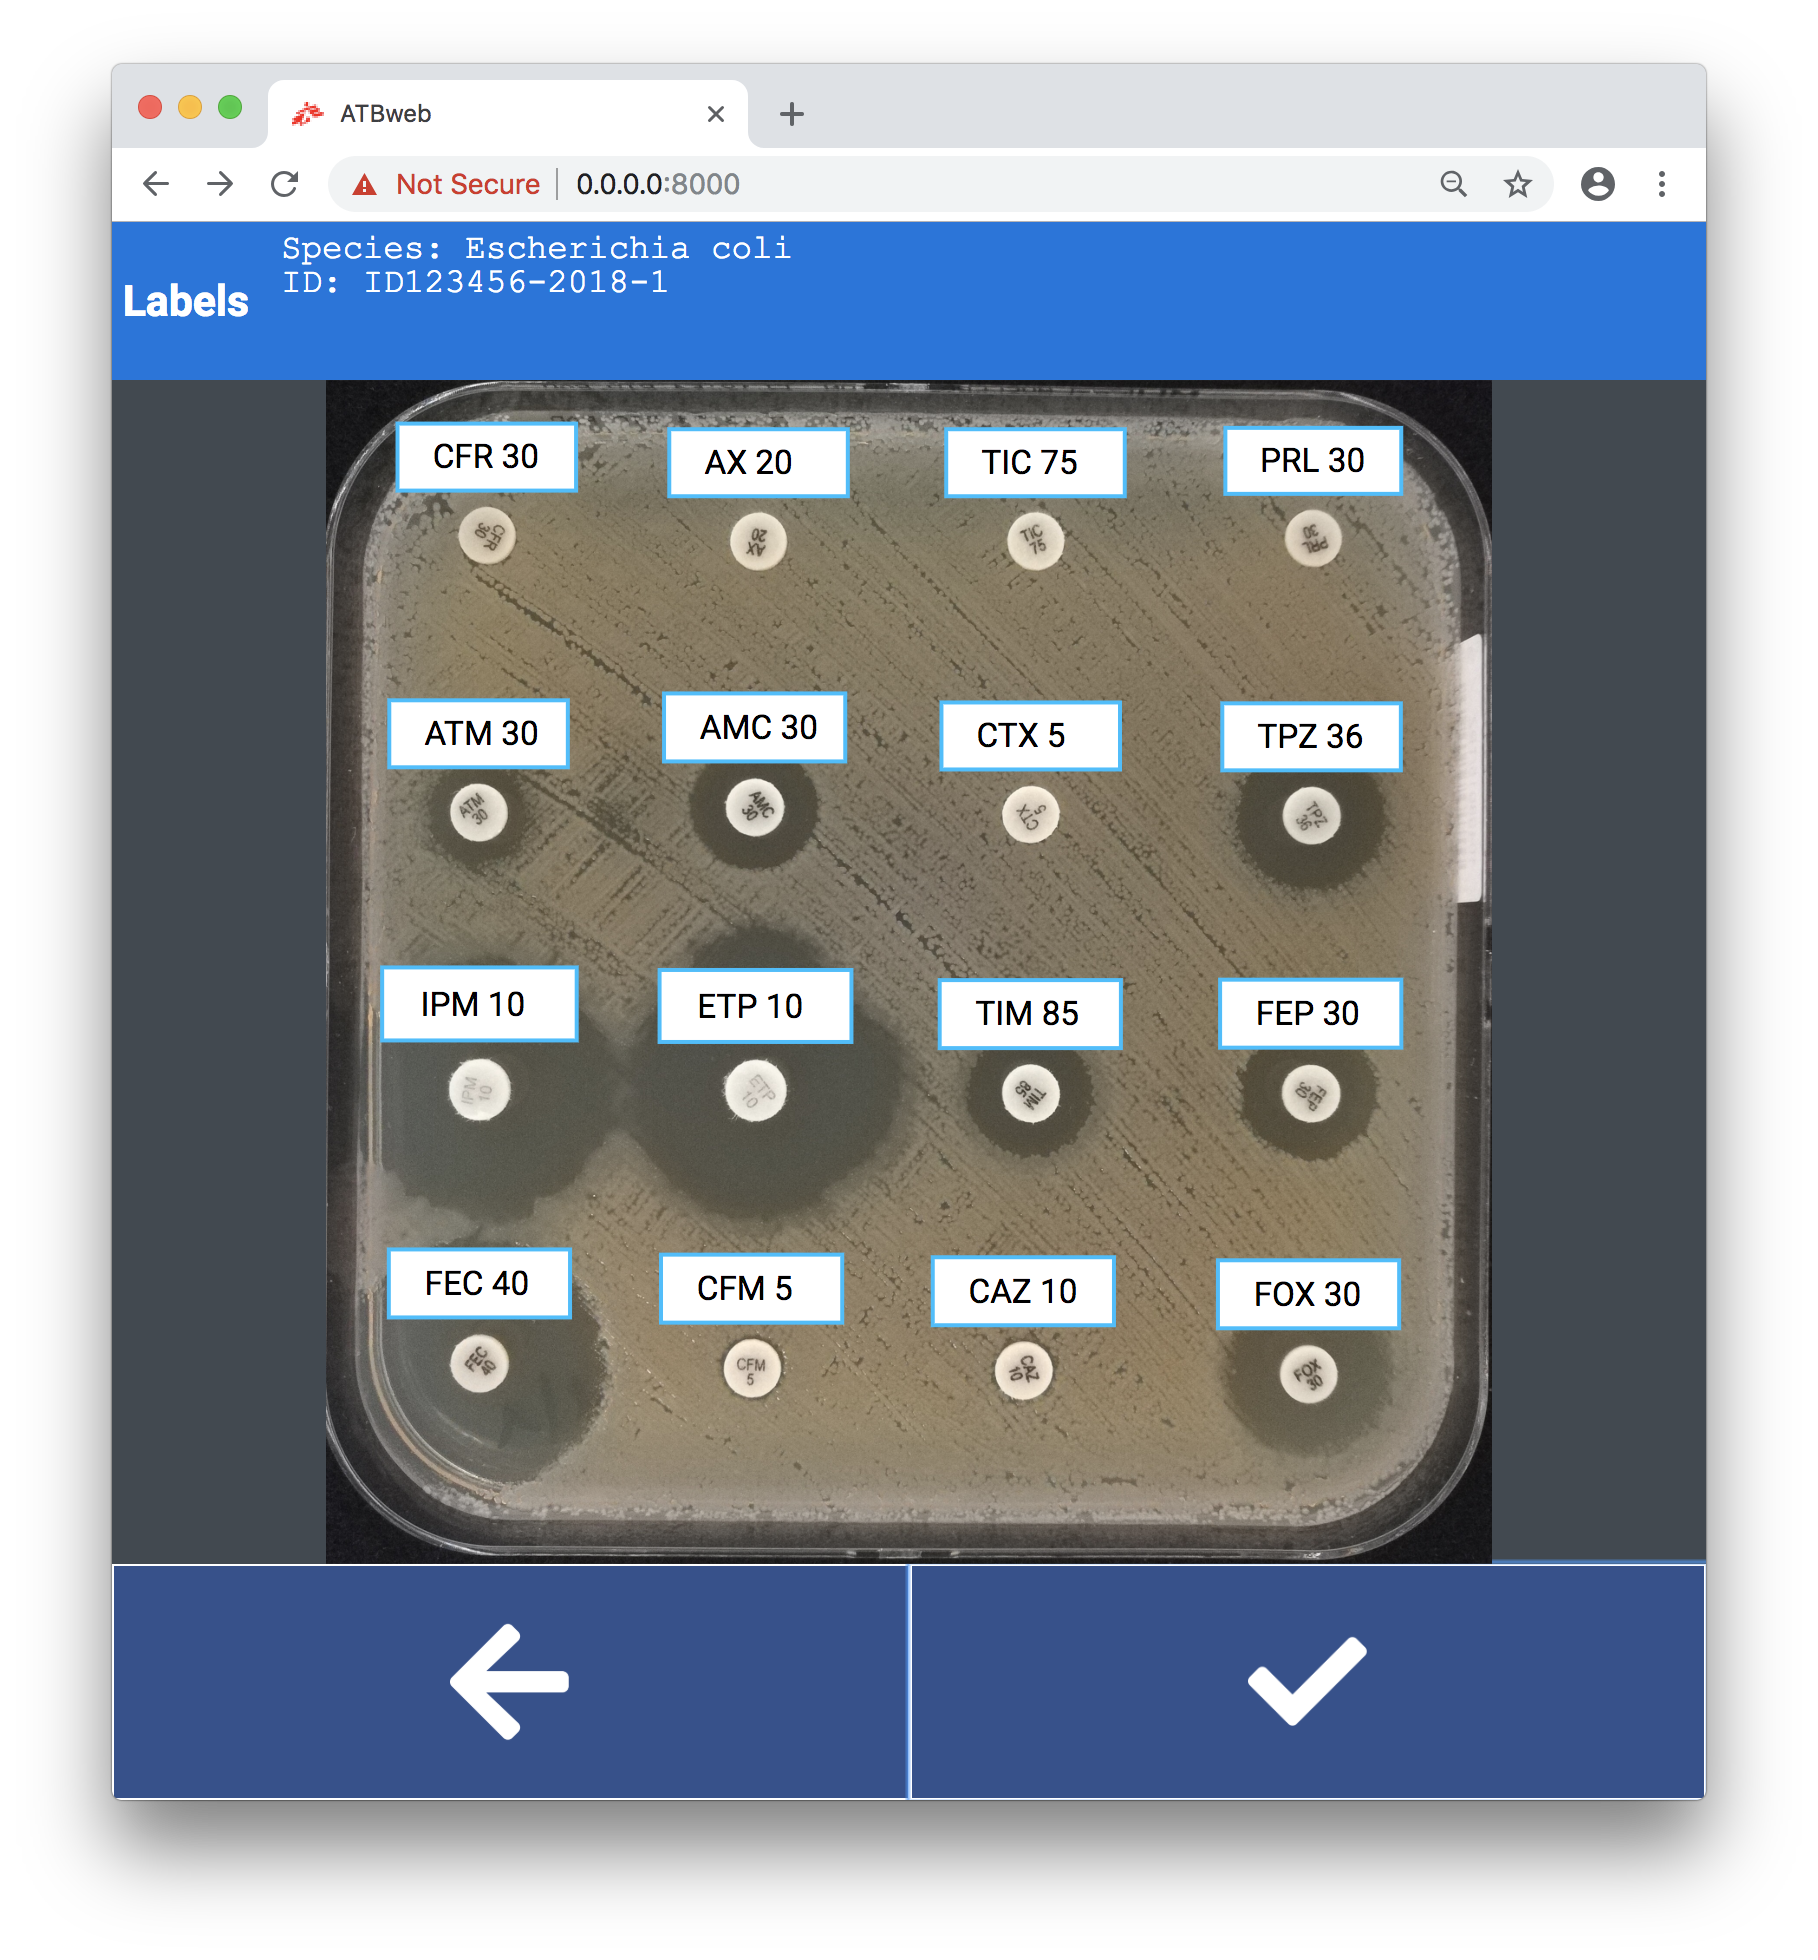 ATBweb
Not Secure
0.0.0.0:8000
Species: Escherichia coli
ID: ID123456-2018-1
Labels
CFR 30
AX 20
TIC 75
PRL 30
CFR
30
AX
20
TIC
75
PRL
30
ATM 30
AMC 30
CTX 5
TPZ 36
ATM
30
AMC
30
CTX
5
TPZ
36
IPM 10
ETP 10
TIM 85
FEP 30
IPM
10
ETP
10
TIM
85
FEP
30
FEC 40
CFM 5
CAZ 10
FOX 30
FEC
40
CFM
5
CAZ
10
FOX
30